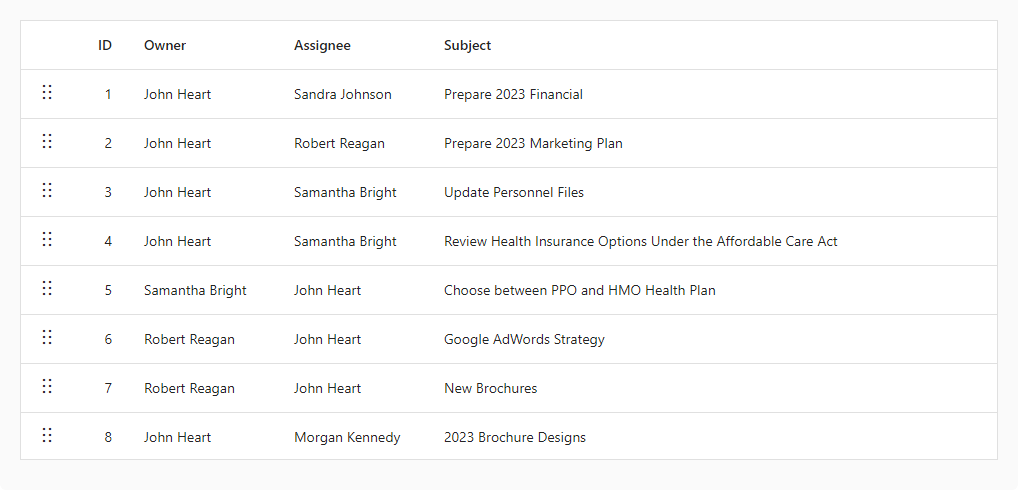 ID Owner Assignee Subject
1 John Heart Sandra Johnson Prepare 2023 Financial
2 John Heart Robert Reagan Prepare 2023 Marketing Plan
3 John Heart Samantha Bright Update Personnel Files
4 John Heart Samantha Bright Review Health Insurance Options Under the Affordable Care Act
5 Samantha Bright John Heart Choose between PPO and HMO Health Plan
6 Robert Reagan John Heart Google AdWords Strategy
7 Robert Reagan John Heart New Brochures
8 John Heart Morgan Kennedy 2023 Brochure Designs